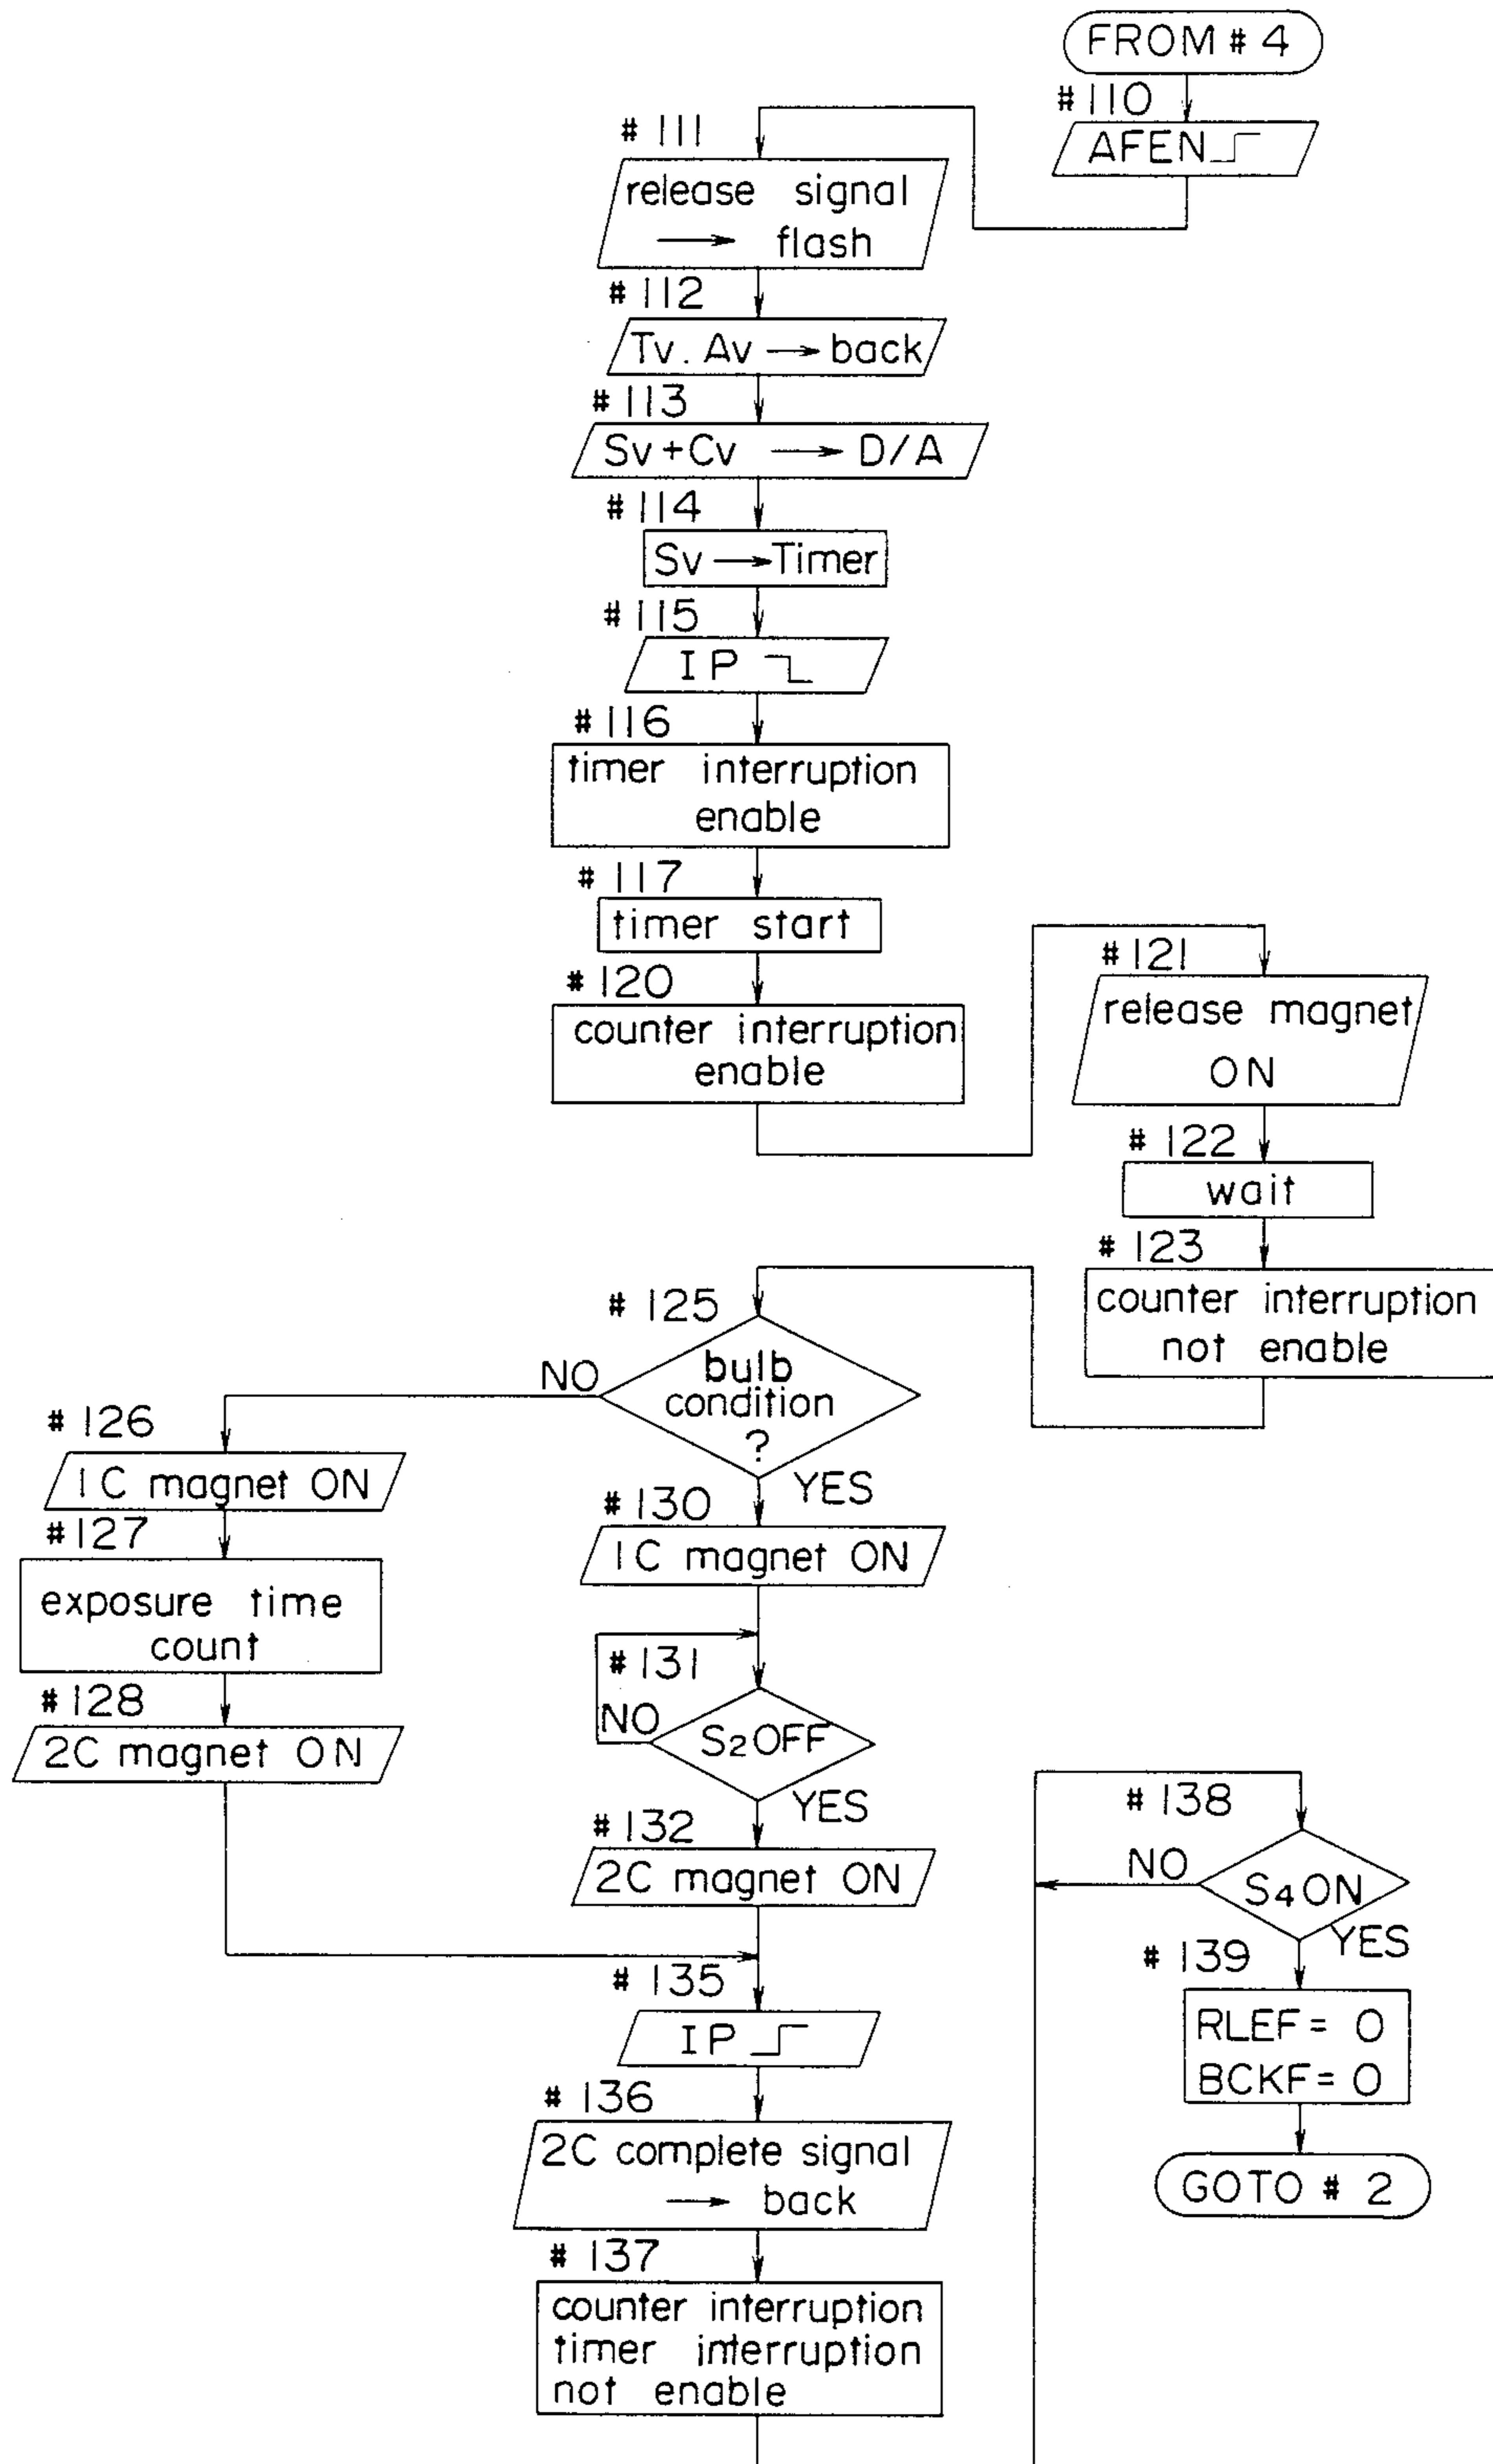 FROM # 4
# 110
AFEN
# 111
release signal
→ flash
# 112
Tv. Av → back
# 113
Sv + Cv → D/A
# 114
Sv → Timer
# 115
IP
# 116
timer interruption
enable
# 117
timer start
# 120
counter interruption
enable
# 121
release magnet
ON
# 122
wait
# 123
counter interruption
not enable
# 125
bulb
condition
?
NO
YES
# 126
1C magnet ON
# 127
exposure time
count
# 128
2C magnet ON
# 130
1C magnet ON
# 131
NO
S2 OFF
YES
# 132
2C magnet ON
# 135
IP
# 136
2C complete signal
→ back
# 137
counter interruption
timer interruption
not enable
# 138
NO
S4 ON
YES
# 139
RLEF = 0
BCKF = 0
GOTO # 2